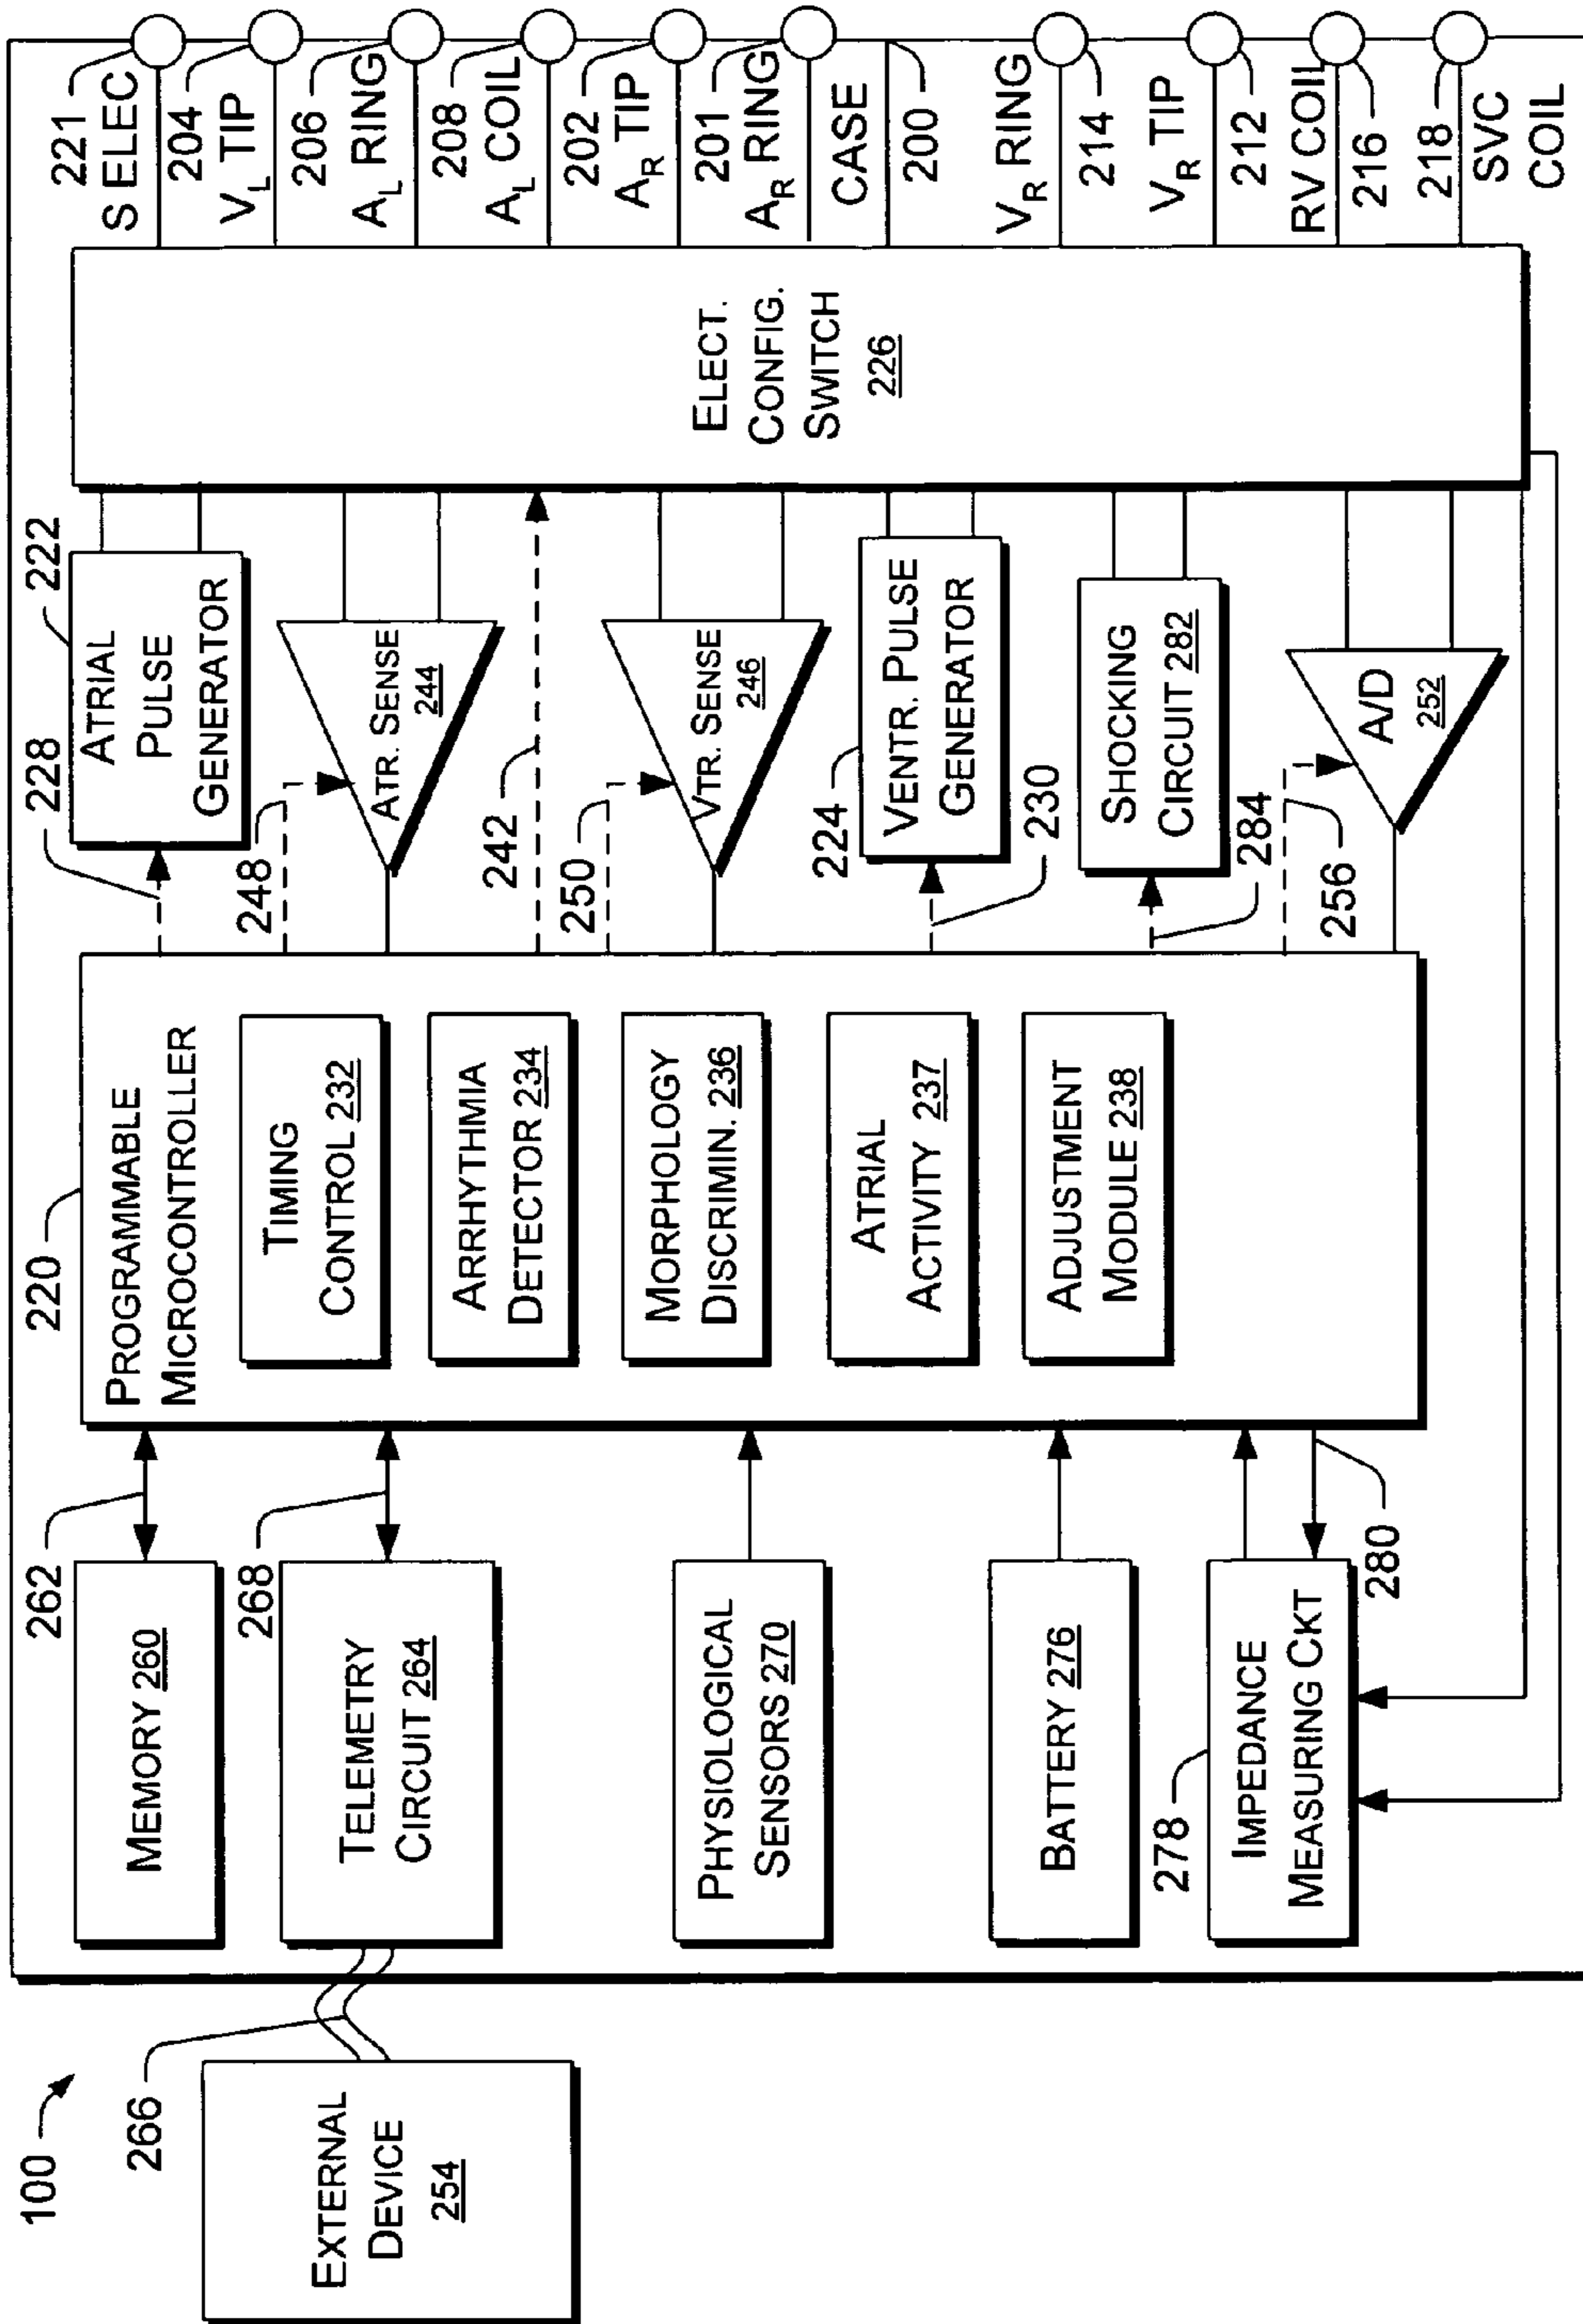 100
EXTERNAL
DEVICE
254
266
262
MEMORY 260
268
TELEMETRY
CIRCUIT 264
PHYSIOLOGICAL
SENSORS 270
BATTERY 276
278
IMPEDANCE
MEASURING CKT
280
220
PROGRAMMABLE
MICROCONTROLLER
TIMING
CONTROL 232
ARRHYTHMIA
DETECTOR 234
MORPHOLOGY
DISCRIMIN. 236
ATRIAL
ACTIVITY 237
ADJUSTMENT
MODULE 238
228
222
ATRIAL
PULSE
GENERATOR
248
ATR. SENSE
244
242
250
VTR. SENSE
246
224
VENTR. PULSE
GENERATOR
230
SHOCKING
CIRCUIT 282
284
256
A/D
252
ELECT.
CONFIG.
SWITCH
226
221
S ELEC
204
VL TIP
206
AL RING
208
AL COIL
202
AR TIP
201
AR RING
CASE
200
VR RING
214
VR TIP
212
RV COIL
216
218
SVC
COIL